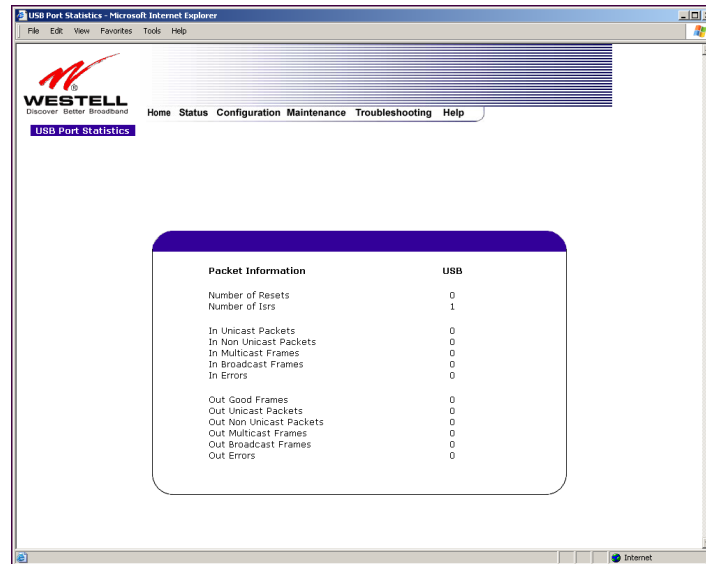 USB Port Statistics - Microsoft Internet Explorer
File Edit View Favorites Tools Help
®
WESTELL
Discover Better Broadband
Home Status Configuration Maintenance Troubleshooting Help
USB Port Statistics
Packet Information USB
Number of Resets 0
Number of Isrs 1
In Unicast Packets 0
In Non Unicast Packets 0
In Multicast Frames 0
In Broadcast Frames 0
In Errors 0
Out Good Frames 0
Out Unicast Packets 0
Out Non Unicast Packets 0
Out Multicast Frames 0
Out Broadcast Frames 0
Out Errors 0
Internet